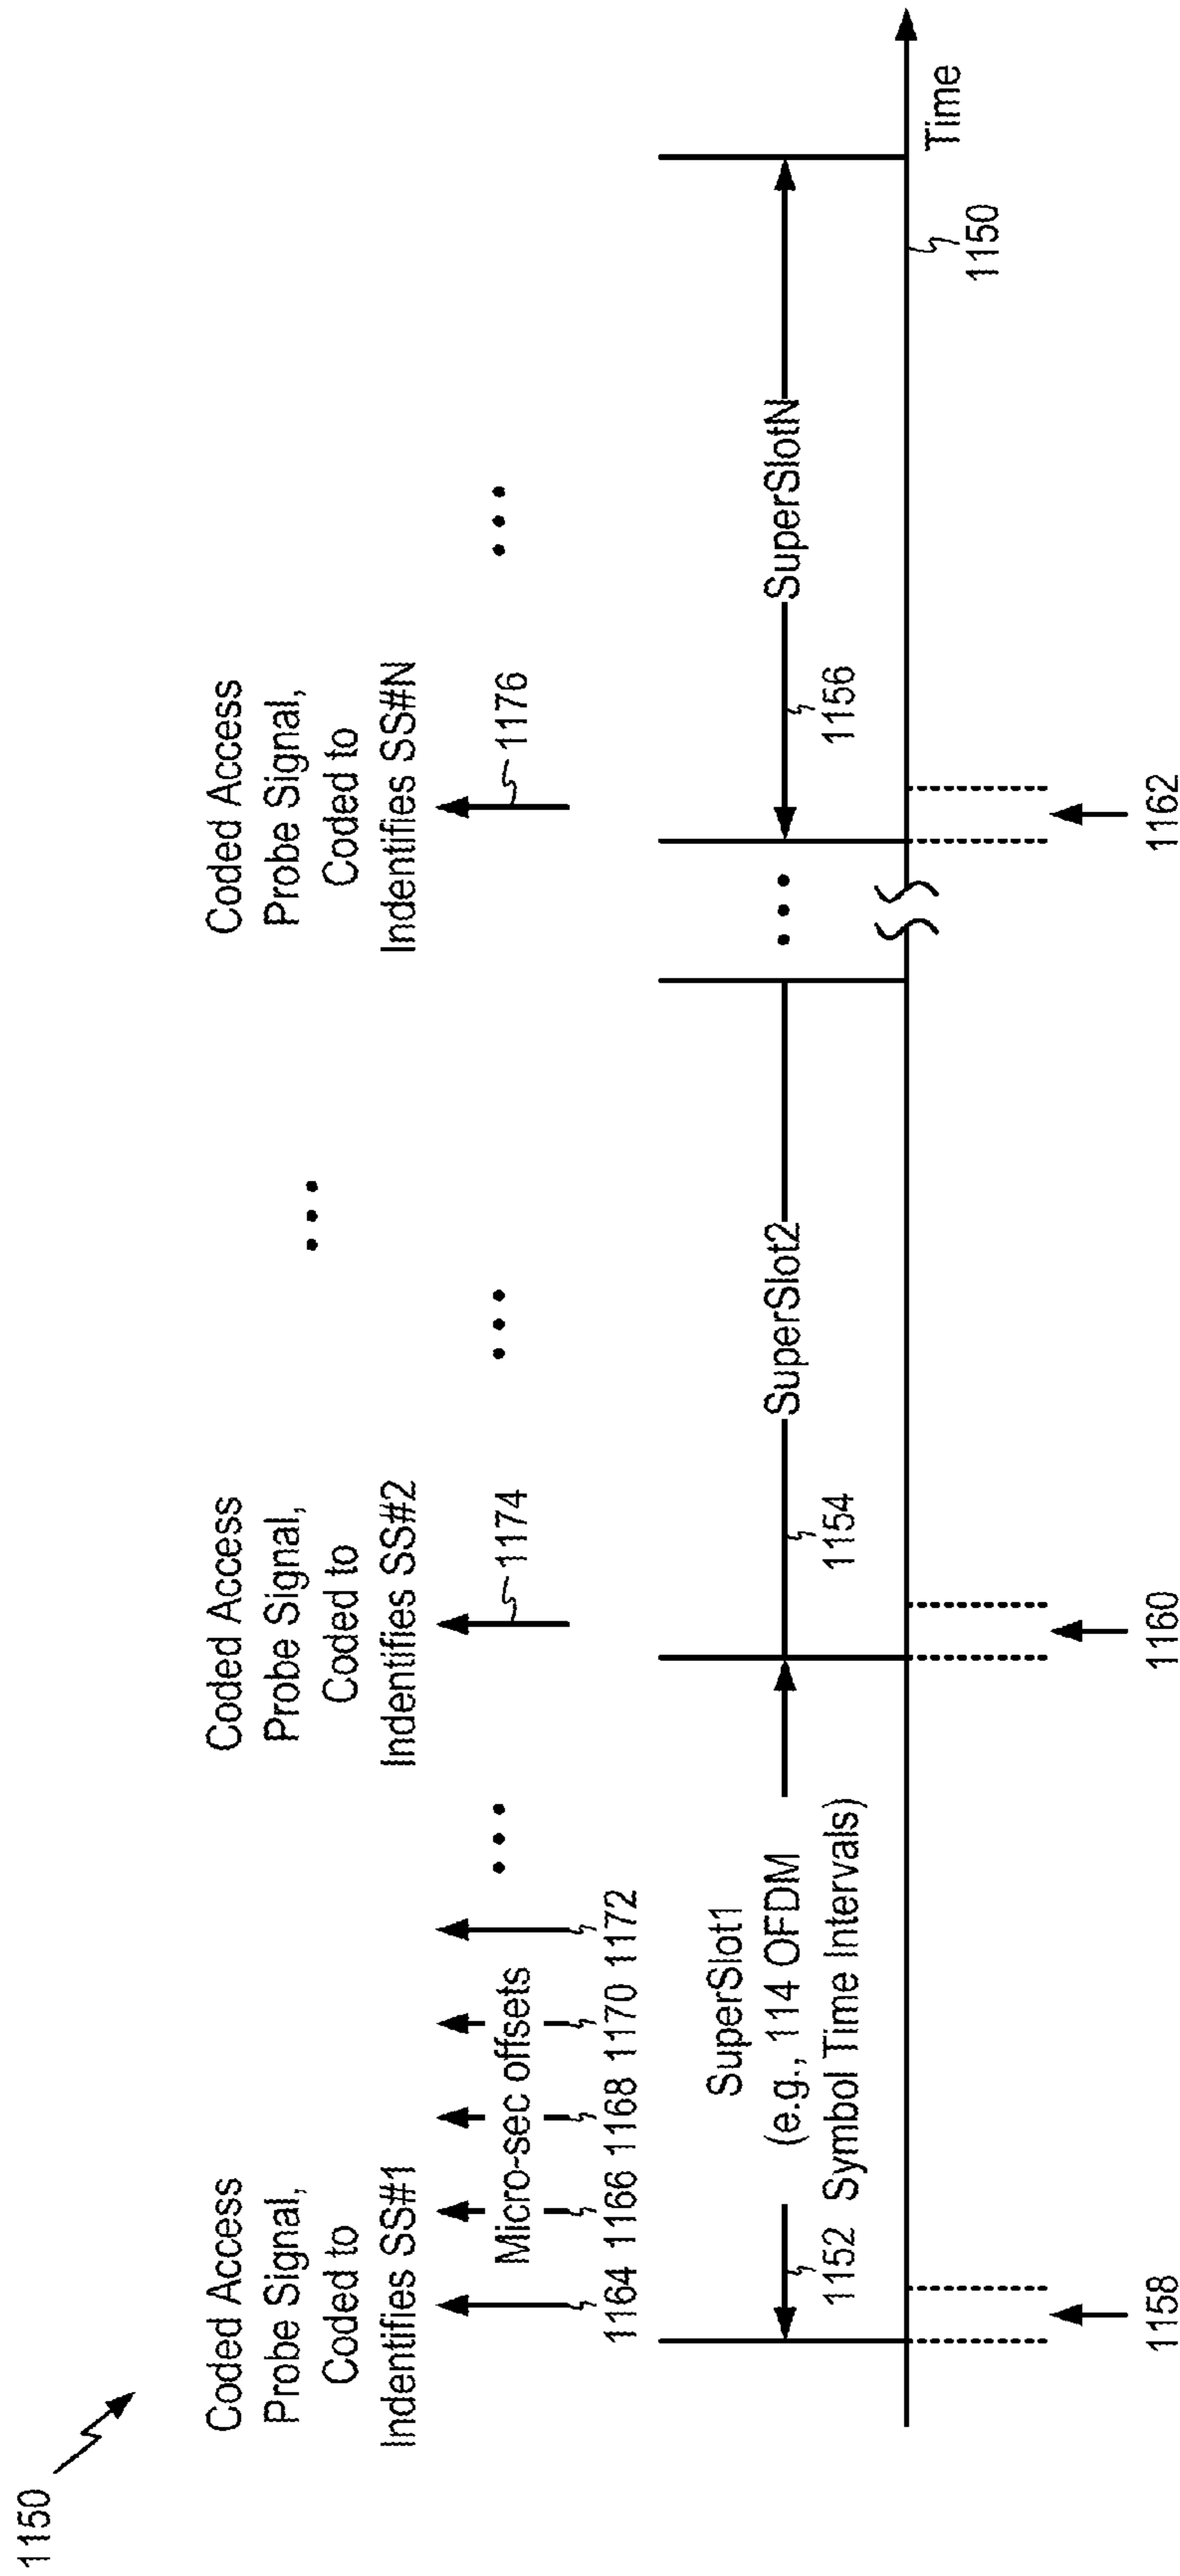 1150
Coded Access
Probe Signal,
Coded to
Indentifies SS#1
Coded Access
Probe Signal,
Coded to
Indentifies SS#2
Coded Access
Probe Signal,
Coded to
Indentifies SS#N
Micro-sec offsets
1164 1166 1168 1170 1172
1174
1176
SuperSlot1
(e.g., 114 OFDM
Symbol Time Intervals)
1152
SuperSlot2
1154
SuperSlotN
1156
Time
1150
1158
1160
1162